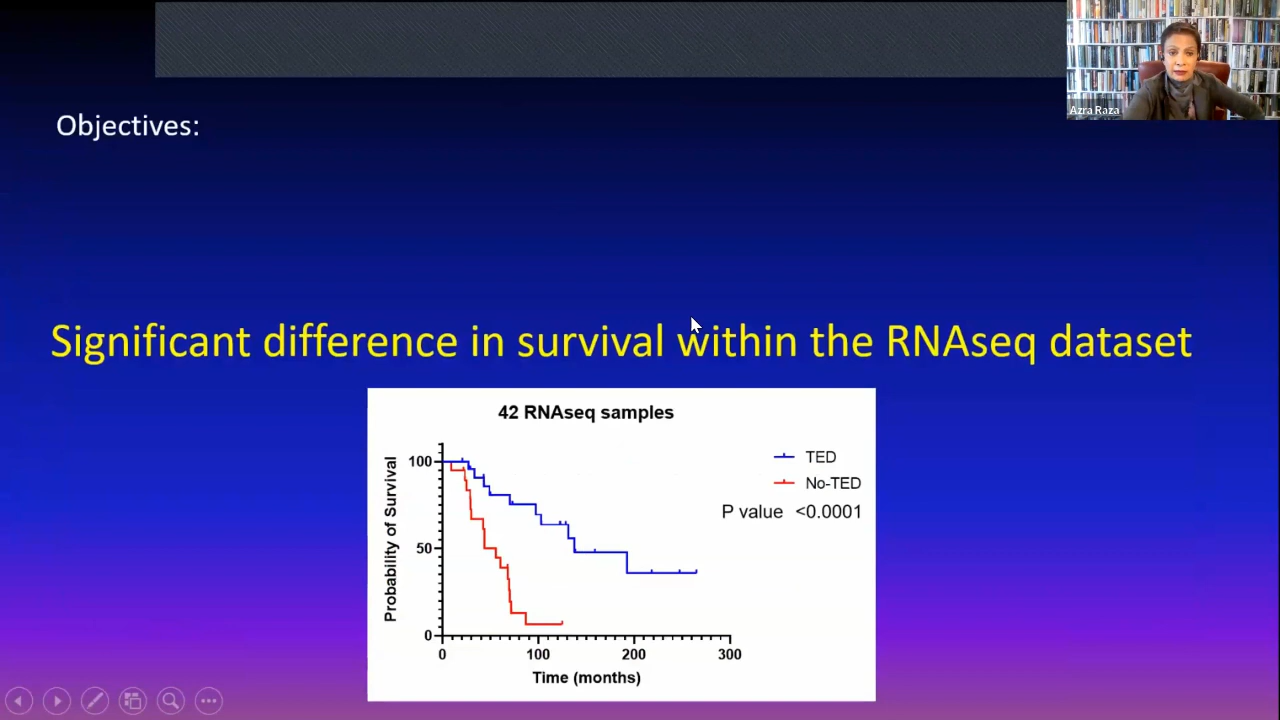 Azra Raza
Objectives:
Significant difference in survival within the RNAseq dataset
42 RNAseq samples
TED
No-TED
P value <0.0001
Probability of Survival
100
50
0
0 100 200 300
Time (months)